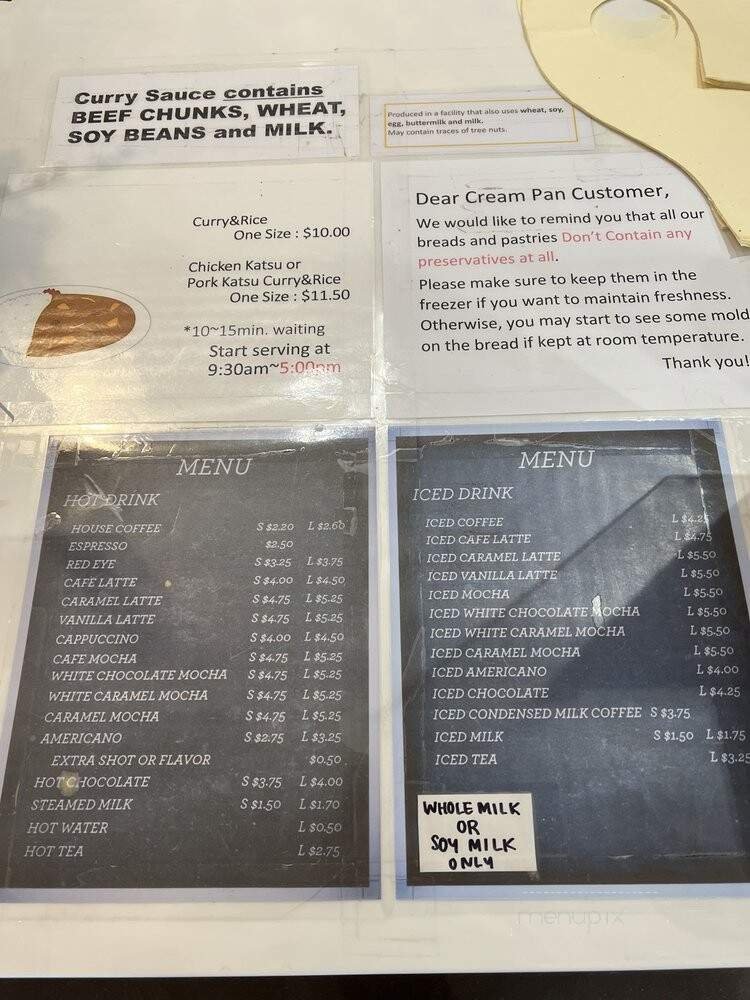 Curry Sauce contains
BEEF CHUNKS, WHEAT,
SOY BEANS and MILK.
Produced in a facility that also uses wheat, soy,
egg, buttermilk and milk.
May contain traces of tree nuts.
Curry&Rice
One Size : $10.00
Chicken Katsu or
Pork Katsu Curry&Rice
One Size : $11.50
*10~15min. waiting
Start serving at
9:30am~5:00pm
Dear Cream Pan Customer,
We would like to remind you that all our
breads and pastries Don't Contain any
preservatives at all.
Please make sure to keep them in the
freezer if you want to maintain freshness.
Otherwise, you may start to see some mold
on the bread if kept at room temperature.
Thank you!
MENU
HOT DRINK
HOUSE COFFEE S $2.20 L $2.60
ESPRESSO $2.50
RED EYE S $3.25 L $3.75
CAFE LATTE S $4.00 L $4.50
CARAMEL LATTE S $4.75 L $5.25
VANILLA LATTE S $4.75 L $5.25
CAPPUCCINO S $4.00 L $4.50
CAFE MOCHA S $4.75 L $5.25
WHITE CHOCOLATE MOCHA S $4.75 L $5.25
WHITE CARAMEL MOCHA S $4.75 L $5.25
CARAMEL MOCHA S $4.75 L $5.25
AMERICANO S $2.75 L $3.25
EXTRA SHOT OR FLAVOR $0.50
HOT CHOCOLATE S $3.75 L $4.00
STEAMED MILK S $1.50 L $1.70
HOT WATER L $0.50
HOT TEA L $2.75
MENU
ICED DRINK
ICED COFFEE L $4.25
ICED CAFE LATTE L $4.75
ICED CARAMEL LATTE L $5.50
ICED VANILLA LATTE L $5.50
ICED MOCHA L $5.50
ICED WHITE CHOCOLATE MOCHA L $5.50
ICED WHITE CARAMEL MOCHA L $5.50
ICED CARAMEL MOCHA L $5.50
ICED AMERICANO L $4.00
ICED CHOCOLATE L $4.25
ICED CONDENSED MILK COFFEE S $3.75
ICED MILK S $1.50 L $1.75
ICED TEA L $3.25
WHOLE MILK
OR
SOY MILK
ONLY
menupix